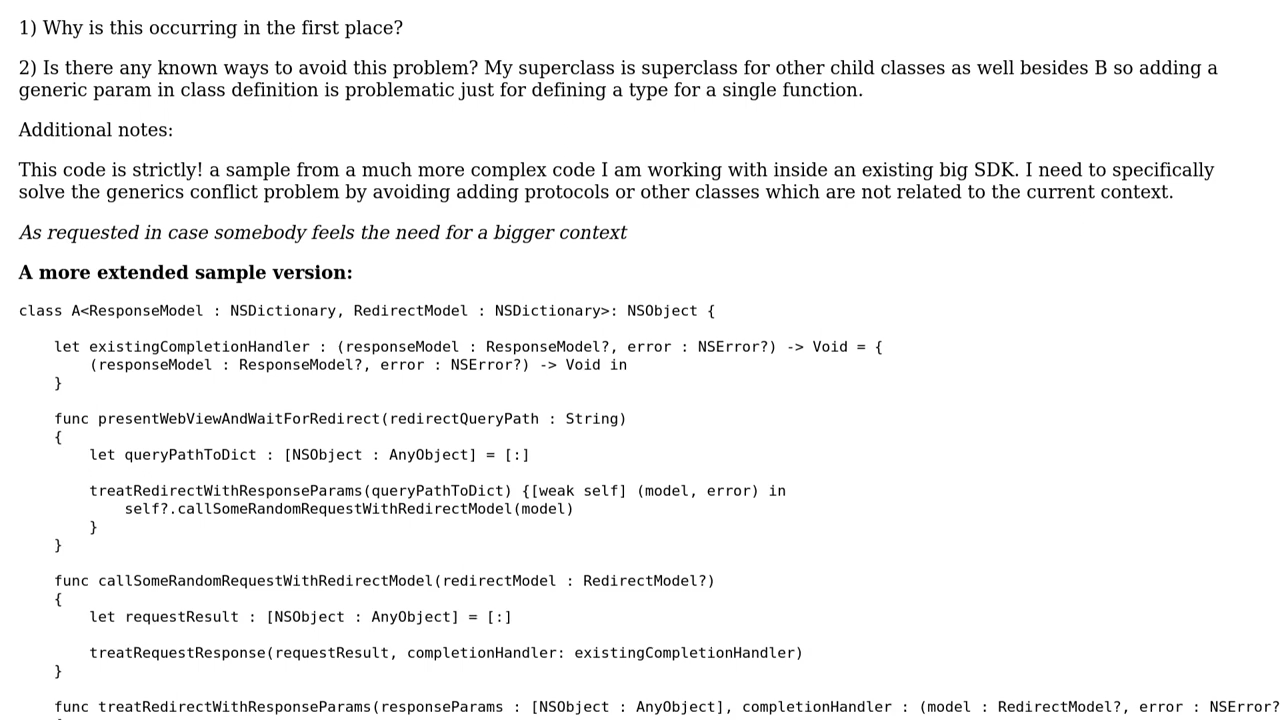 1) Why is this occurring in the first place?
2) Is there any known ways to avoid this problem? My superclass is superclass for other child classes as well besides B so adding a
generic param in class definition is problematic just for defining a type for a single function.
Additional notes:
This code is strictly! a sample from a much more complex code I am working with inside an existing big SDK. I need to specifically
solve the generics conflict problem by avoiding adding protocols or other classes which are not related to the current context.
As requested in case somebody feels the need for a bigger context
A more extended sample version:
class A<ResponseModel : NSDictionary, RedirectModel : NSDictionary>: NSObject {
    let existingCompletionHandler : (responseModel : ResponseModel?, error : NSError?) -> Void = {
        (responseModel : ResponseModel?, error : NSError?) -> Void in
    }
    func presentWebViewAndWaitForRedirect(redirectQueryPath : String)
    {
        let queryPathToDict : [NSObject : AnyObject] = [:]
        treatRedirectWithResponseParams(queryPathToDict) {[weak self] (model, error) in
            self?.callSomeRandomRequestWithRedirectModel(model)
        }
    }
    func callSomeRandomRequestWithRedirectModel(redirectModel : RedirectModel?)
    {
        let requestResult : [NSObject : AnyObject] = [:]
        treatRequestResponse(requestResult, completionHandler: existingCompletionHandler)
    }
    func treatRedirectWithResponseParams(responseParams : [NSObject : AnyObject], completionHandler : (model : RedirectModel?, error : NSError?